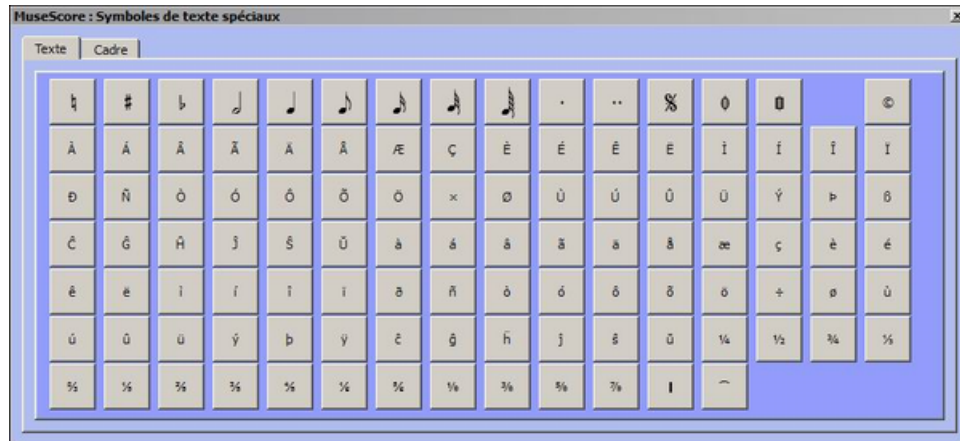 MuseScore : Symboles de texte spéciaux
Texte Cadre
♮ ♯ ♭ 𝅗𝅥 𝅘𝅥 𝅘𝅥𝅮 𝅘𝅥𝅯 𝅘𝅥𝅰 𝅘𝅥𝅱 . .. 𝄋 ©
À Á Â Ã Ä Å Æ Ç È É Ê Ë Ì Í Î Ï
Ð Ñ Ò Ó Ô Õ Ö × Ø Ù Ú Û Ü Ý Þ ß
Ĉ Ĝ Ĥ Ĵ Ŝ Ŭ à á â ã ä å æ ç è é
ê ë ì í î ï ð ñ ò ó ô õ ö ÷ ø ù
ú û ü ý þ ÿ ĉ ĝ ĥ ĵ ŝ ŭ ¼ ½ ¾ ⅓
⅔ ⅕ ⅖ ⅗ ⅘ ⅙ ⅚ ⅛ ⅜ ⅝ ⅞